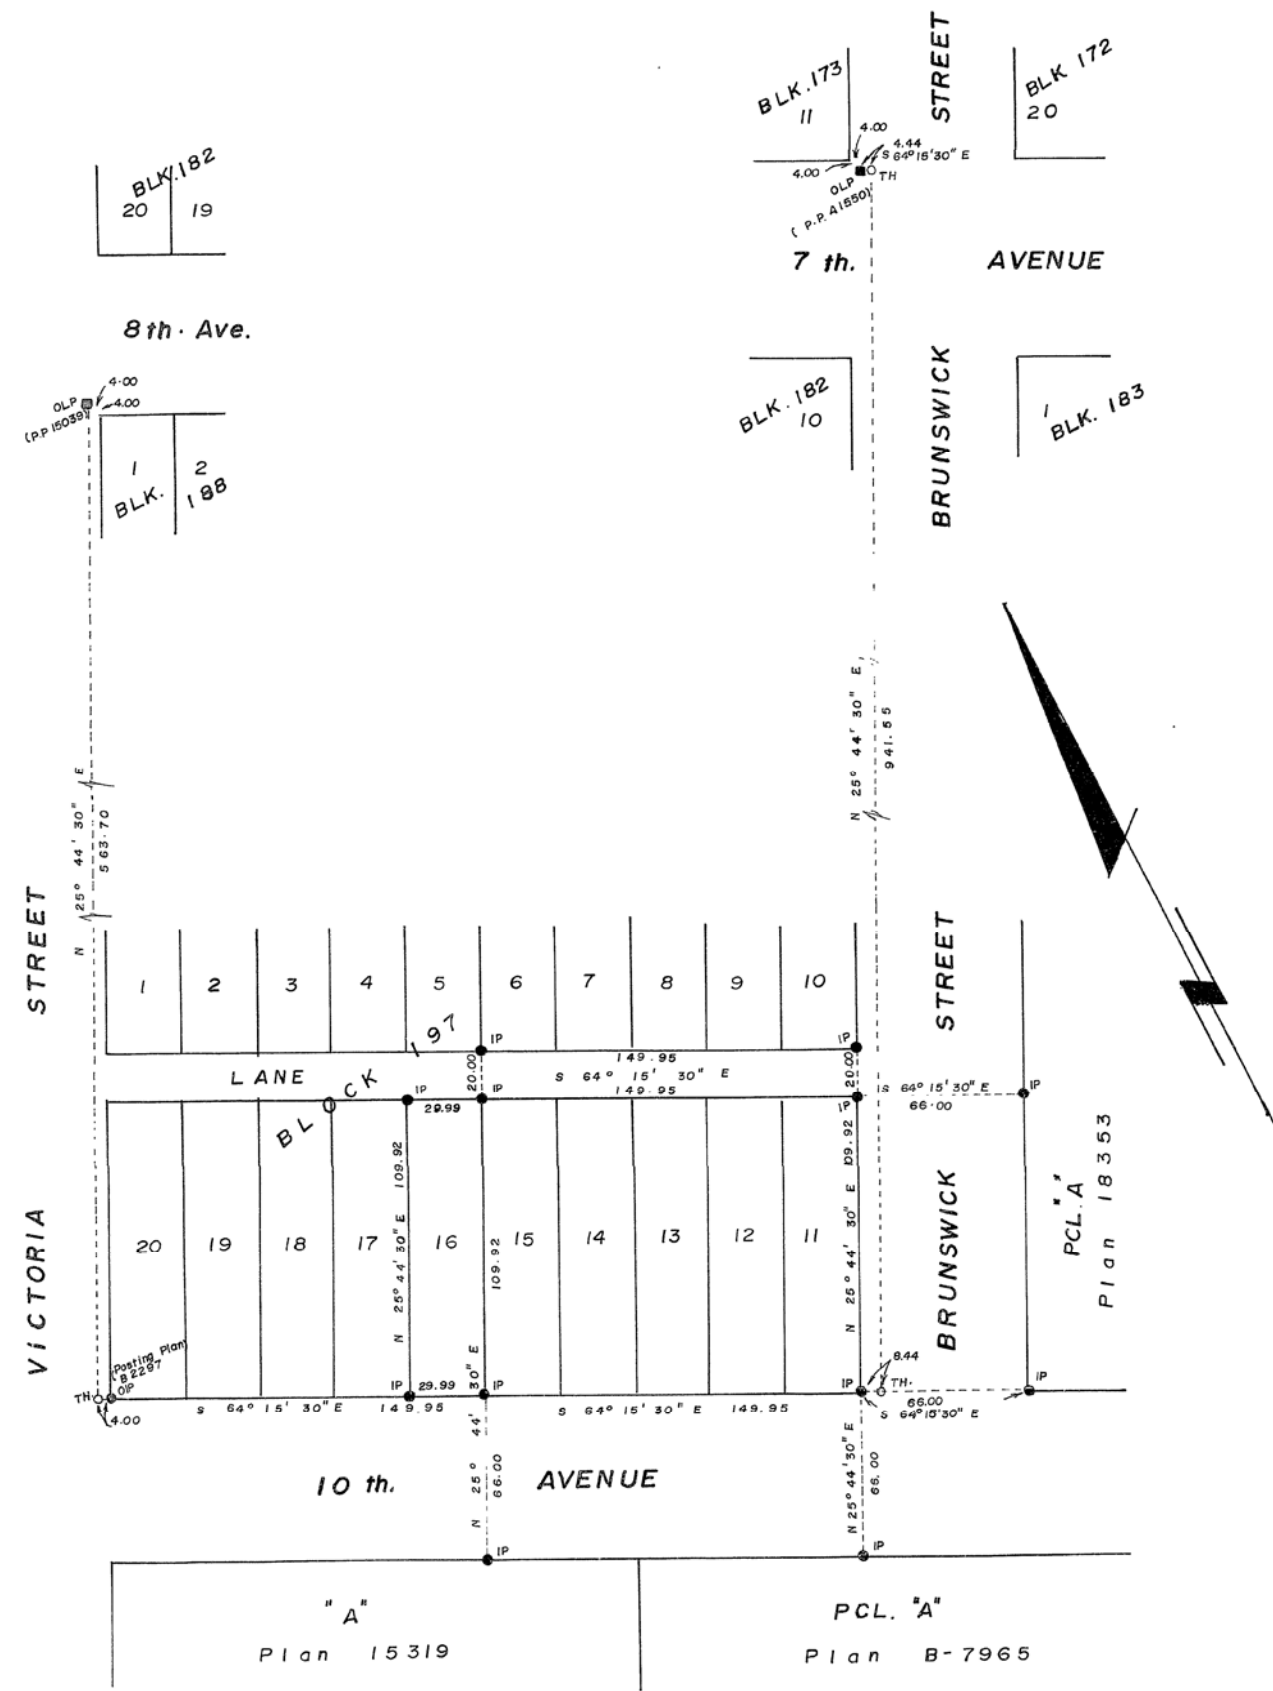 STREET
BLK. 173
11
BLK 172
20
4.00
4.44
S 64° 15' 30" E
4.00
OLP
TH
( P.P. A1550)
BLK. 182
20
19
7 th.
AVENUE
8th. Ave.
BRUNSWICK
4.00
4.00
OLP
(P.P 15039)
1
2
BLK.
188
BLK. 182
10
1
BLK. 183
N 25° 44' 30" E
563.70
N 25° 44' 30" E
941.55
STREET
STREET
1
2
3
4
5
6
7
8
9
10
BLOCK 197
IP
149.95
20.00
20.00
LANE
S 64° 15' 30" E
149.95
IP
29.99
IP
S 64° 15' 30" E
66.00
IP
109.92
N 25° 44' 30" E
109.92
109.92
N 25° 44' 30" E
20
19
18
17
16
15
14
13
12
11
VICTORIA
BRUNSWICK
PCL. "A"
Plan 18353
(Posting Plan)
B2297
OIP
TH
4.00
IP
29.99
IP
IP
8.44
TH.
IP
66.00
S 64° 15' 30" E
S 64° 15' 30" E
149.95
S 64° 15' 30" E
149.95
10 th.
AVENUE
N 25° 44' 30" E
66.00
N 25° 44' 30" E
66.00
IP
IP
"A"
Plan 15319
PCL. "A"
Plan B-7965